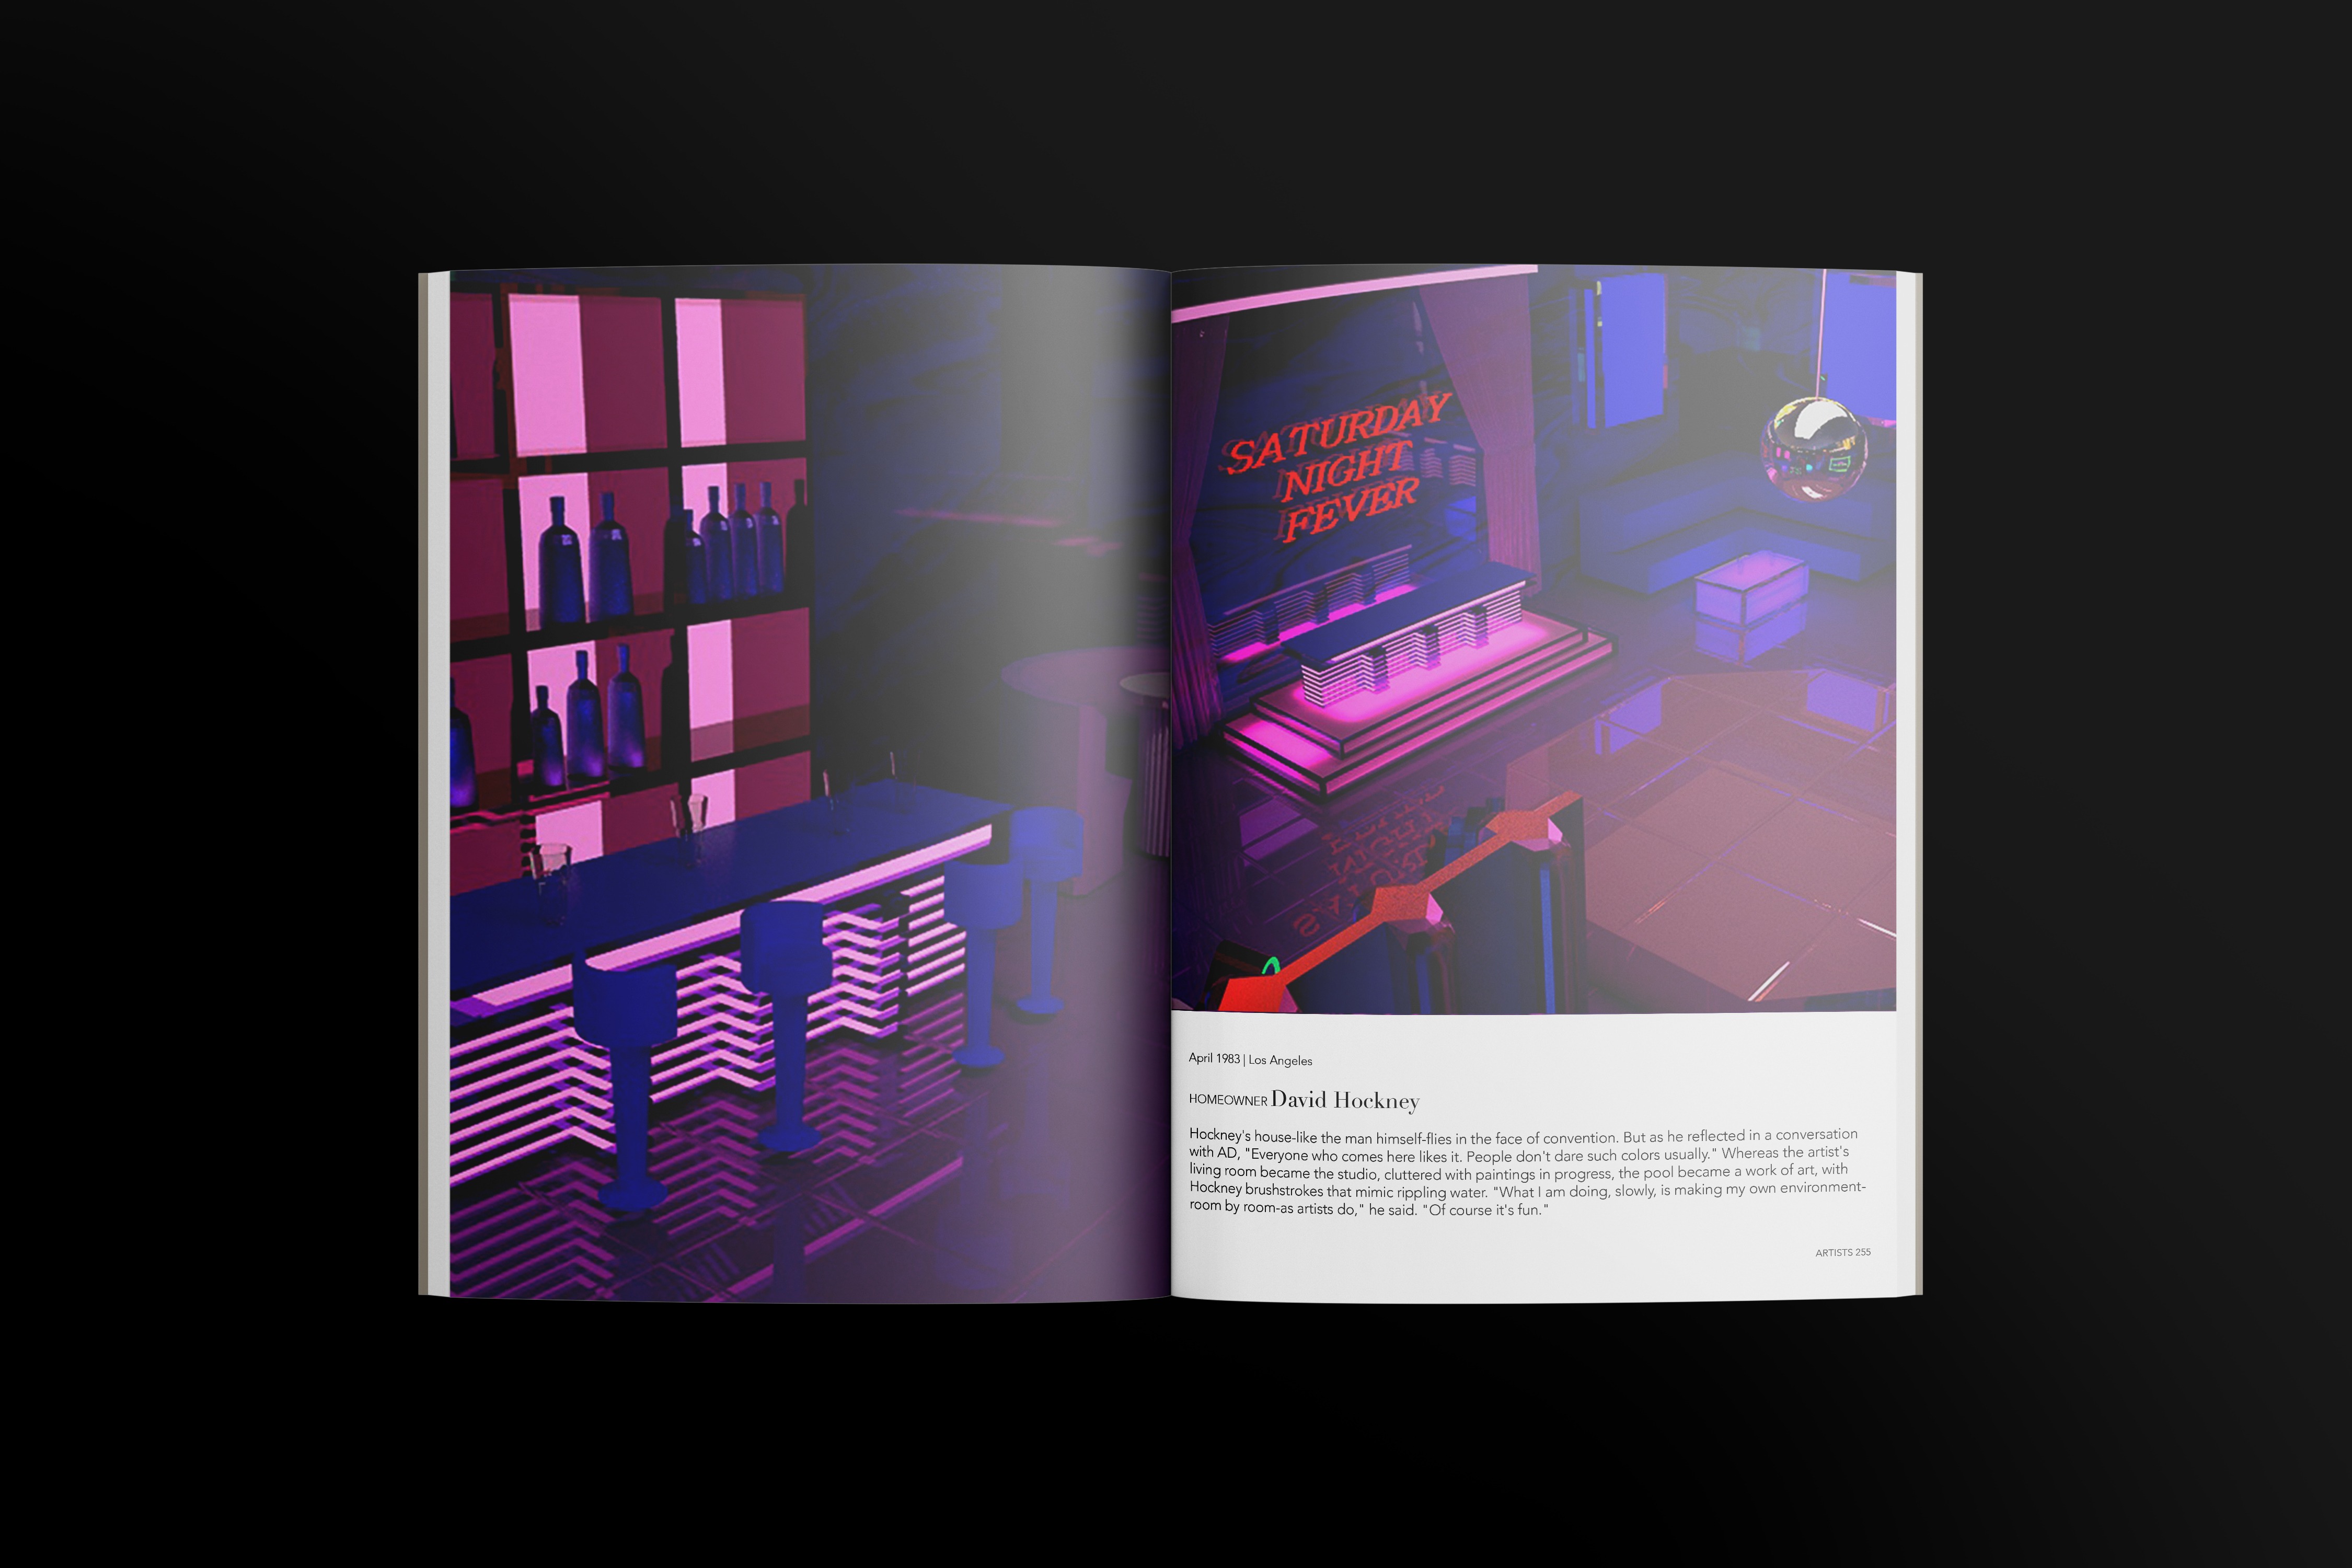 SATURDAY
NIGHT
FEVER
April 1983 | Los Angeles
HOMEOWNER David Hockney
Hockney's house-like the man himself-flies in the face of convention. But as he reflected in a conversation
with AD, "Everyone who comes here likes it. People don't dare such colors usually." Whereas the artist's
living room became the studio, cluttered with paintings in progress, the pool became a work of art, with
Hockney brushstrokes that mimic rippling water. "What I am doing, slowly, is making my own environment-
room by room-as artists do," he said. "Of course it's fun."
ARTISTS 255